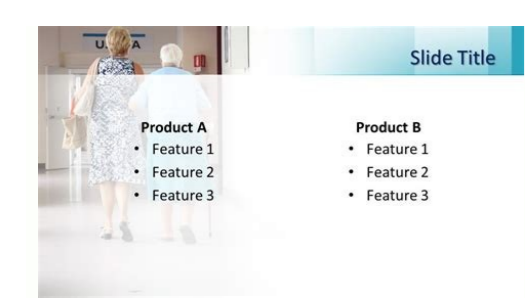 Slide Title
Product A
• Feature 1
• Feature 2
• Feature 3
Product B
• Feature 1
• Feature 2
• Feature 3